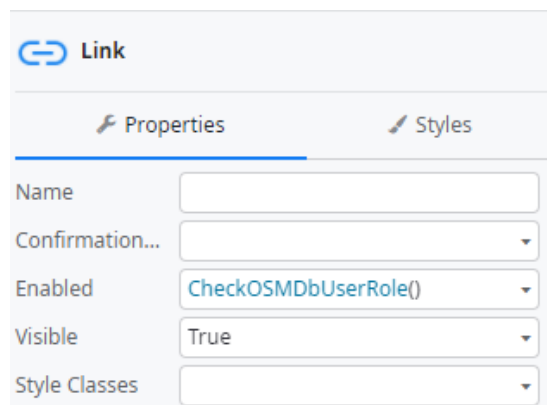 Link
Properties
Styles
Name
Confirmation...
Enabled CheckOSMDbUserRole()
Visible True
Style Classes